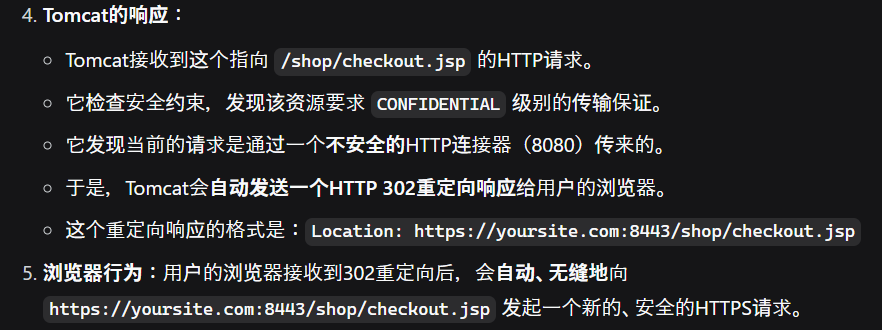 4. Tomcat的响应：
○ Tomcat接收到这个指向 /shop/checkout.jsp 的HTTP请求。
○ 它检查安全约束，发现该资源要求 CONFIDENTIAL 级别的传输保证。
○ 它发现当前的请求是通过一个不安全的HTTP连接器（8080）传来的。
○ 于是，Tomcat会自动发送一个HTTP 302重定向响应给用户的浏览器。
○ 这个重定向响应的格式是：Location: https://yoursite.com:8443/shop/checkout.jsp
5. 浏览器行为：用户的浏览器接收到302重定向后，会自动、无缝地向
https://yoursite.com:8443/shop/checkout.jsp 发起一个新的、安全的HTTPS请求。